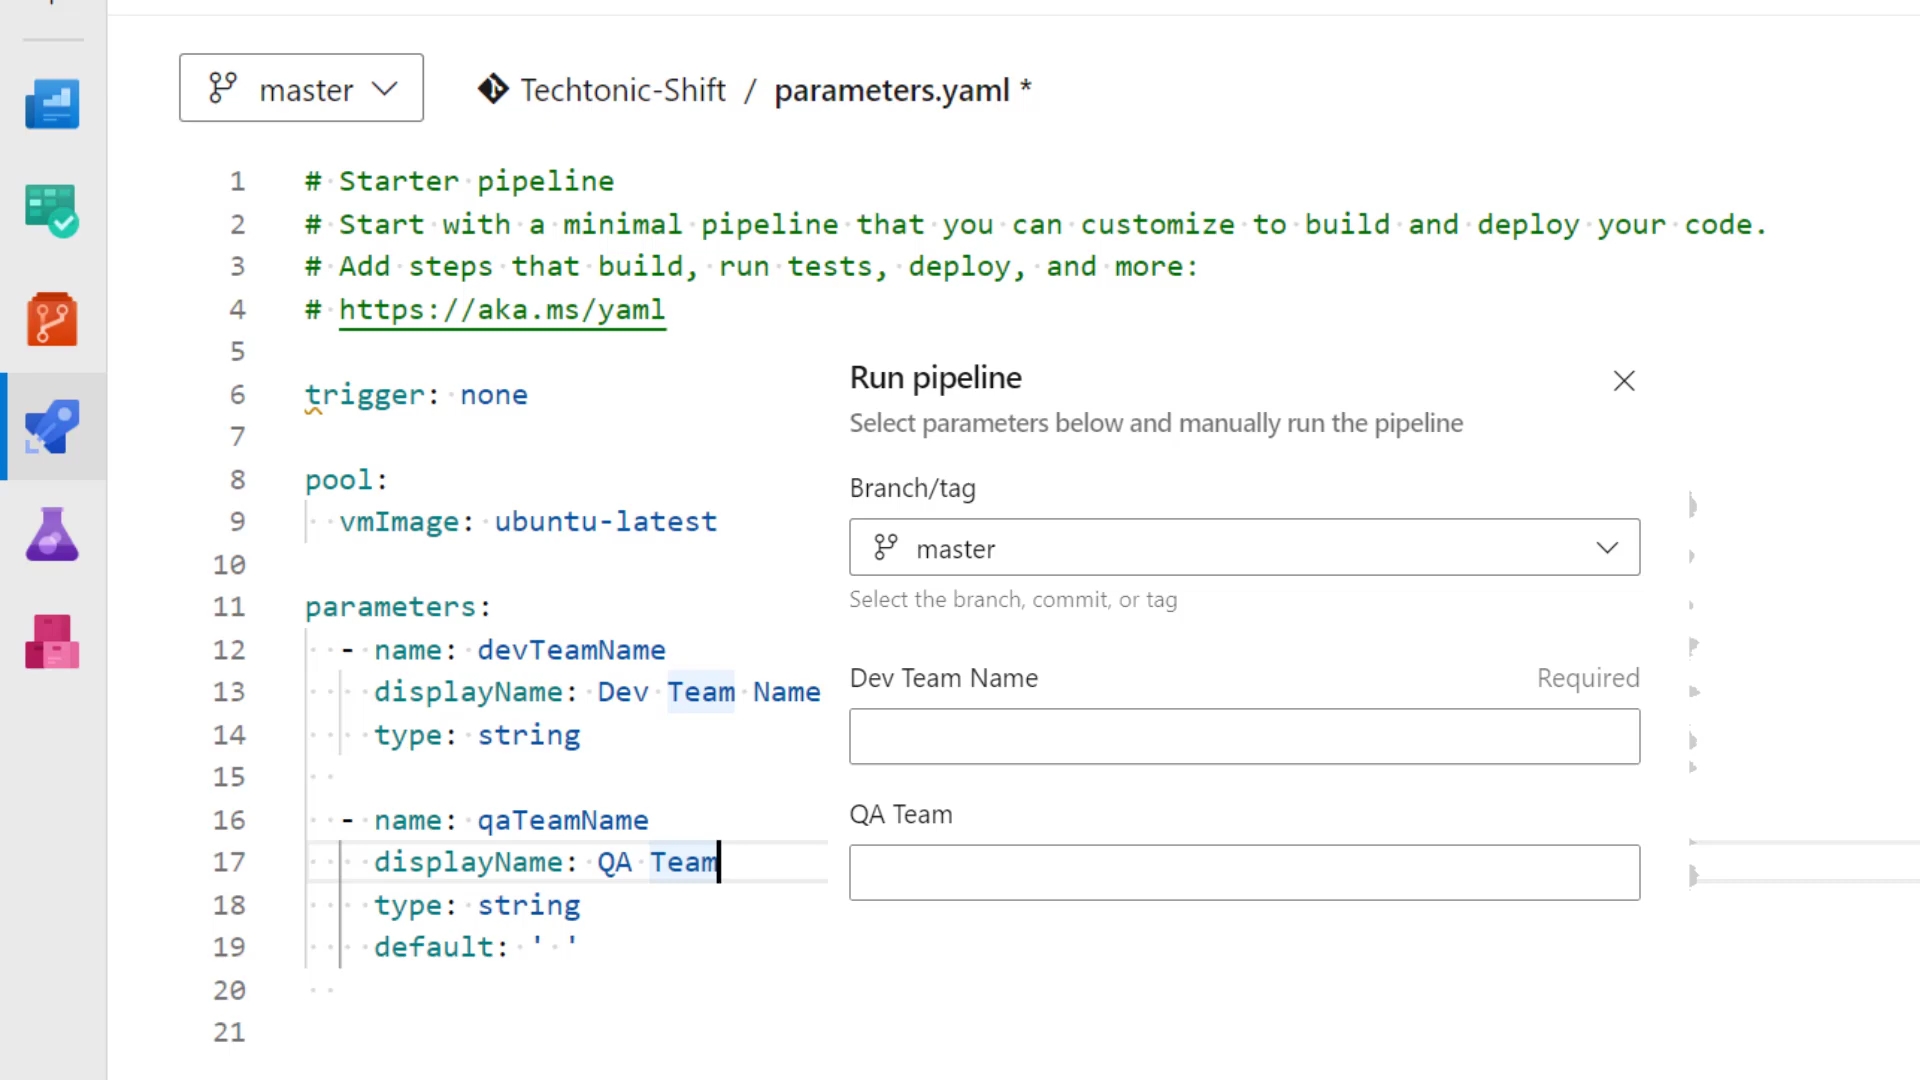 master
Techtonic-Shift / parameters.yaml *
1 # Starter pipeline
2 # Start with a minimal pipeline that you can customize to build and deploy your code.
3 # Add steps that build, run tests, deploy, and more:
4 # https://aka.ms/yaml
5
6 trigger: none
7
8 pool:
9 vmImage: ubuntu-latest
10
11 parameters:
12 - name: devTeamName
13 displayName: Dev Team Name
14 type: string
15
16 - name: qaTeamName
17 displayName: QA Team
18 type: string
19 default: ' '
20
21
Run pipeline
Select parameters below and manually run the pipeline
Branch/tag
master
Select the branch, commit, or tag
Dev Team Name Required
QA Team